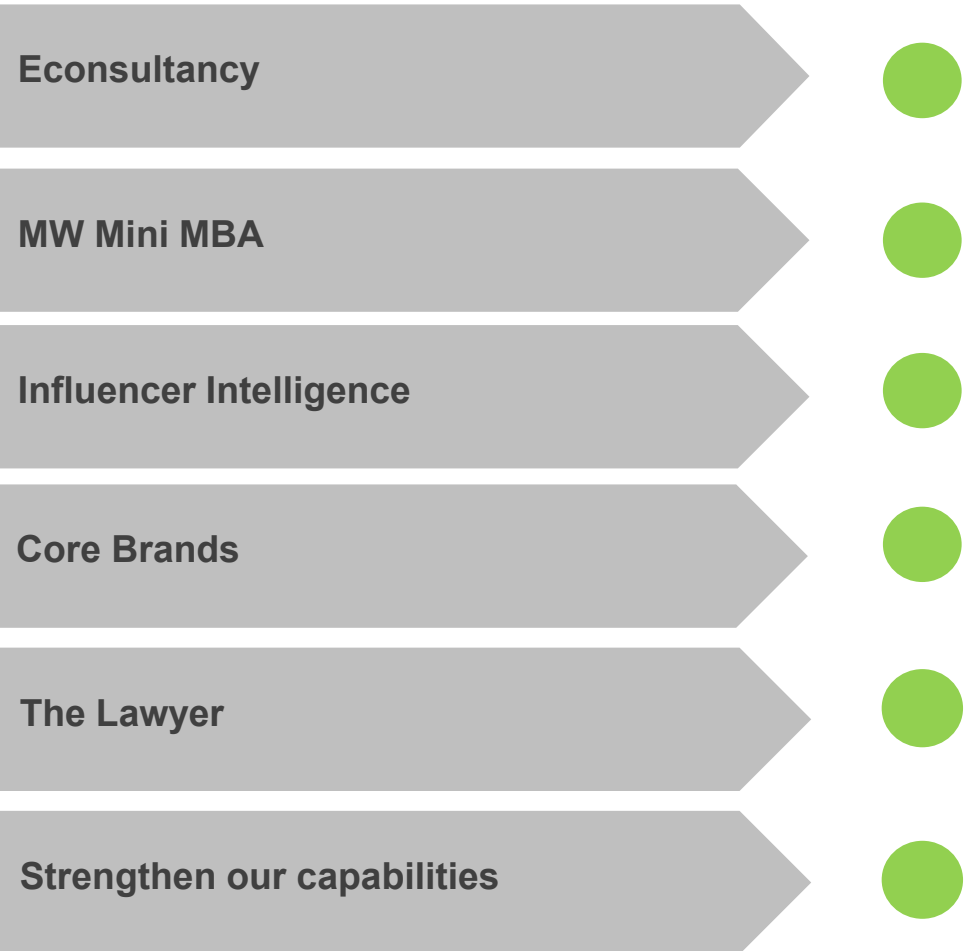 Econsultancy
MW Mini MBA
Influencer Intelligence
Core Brands
The Lawyer
Strengthen our capabilities